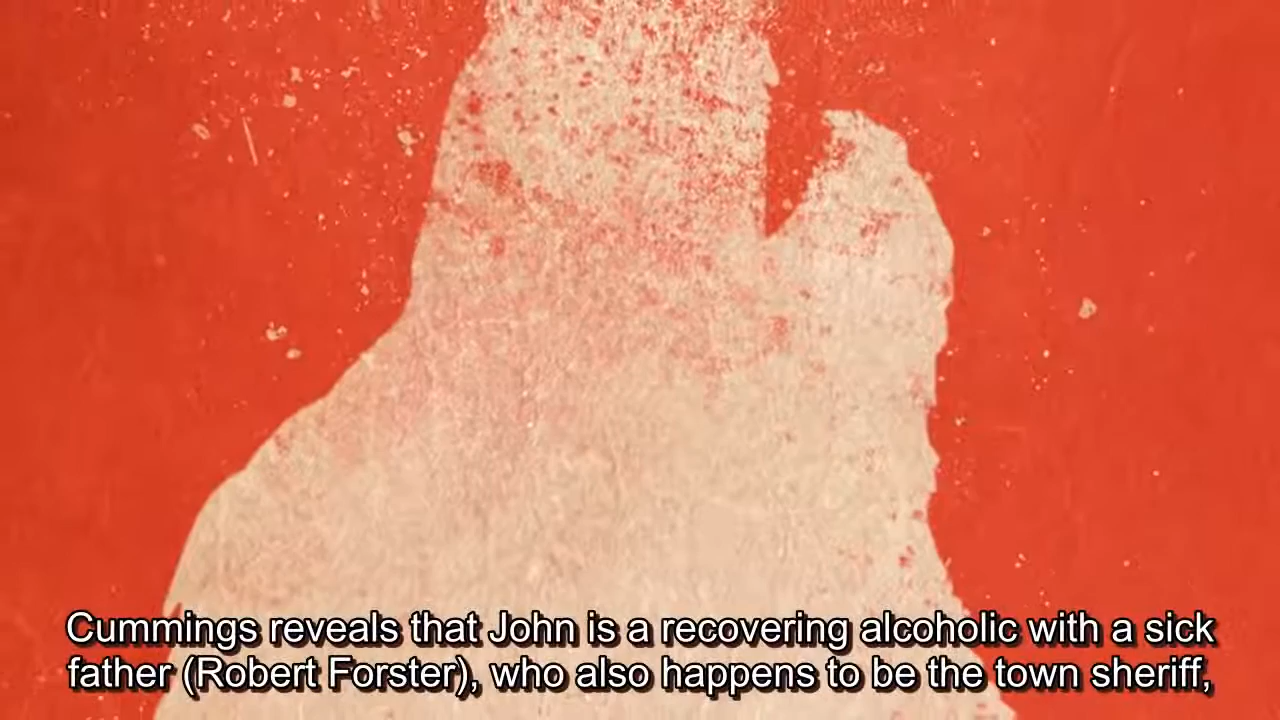 Cummings reveals that John is a recovering alcoholic with a sick
father (Robert Forster), who also happens to be the town sheriff,